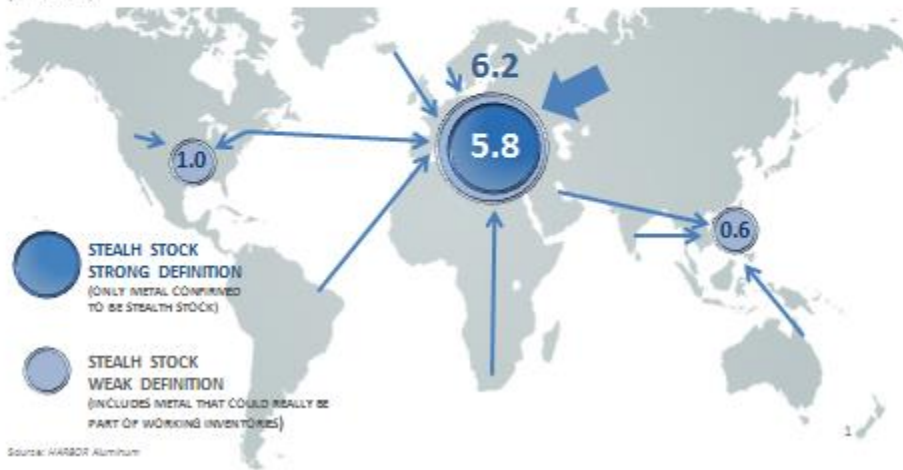 6.2
5.8
1.0
0.6
STEALH STOCK
STRONG DEFINITION
(ONLY METAL CONFIRMED
TO BE STEALTH STOCK)
STEALH STOCK
WEAK DEFINITION
(INCLUDES METAL THAT COULD REALLY BE
PART OF WORKING INVENTORIES)
1
Source: HARBOR Aluminum